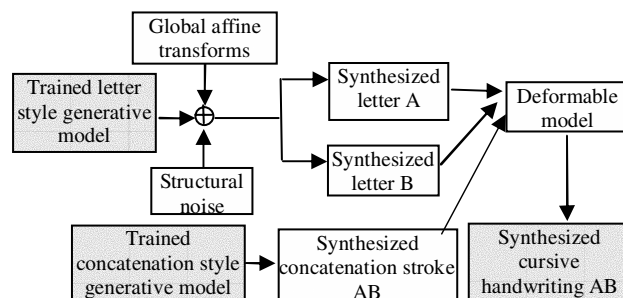 Global affine
transforms
Trained letter
style generative
model
Structural
noise
Synthesized
letter A
Synthesized
letter B
Deformable
model
Trained
concatenation style
generative model
Synthesized
concatenation stroke
AB
Synthesized
cursive
handwriting AB